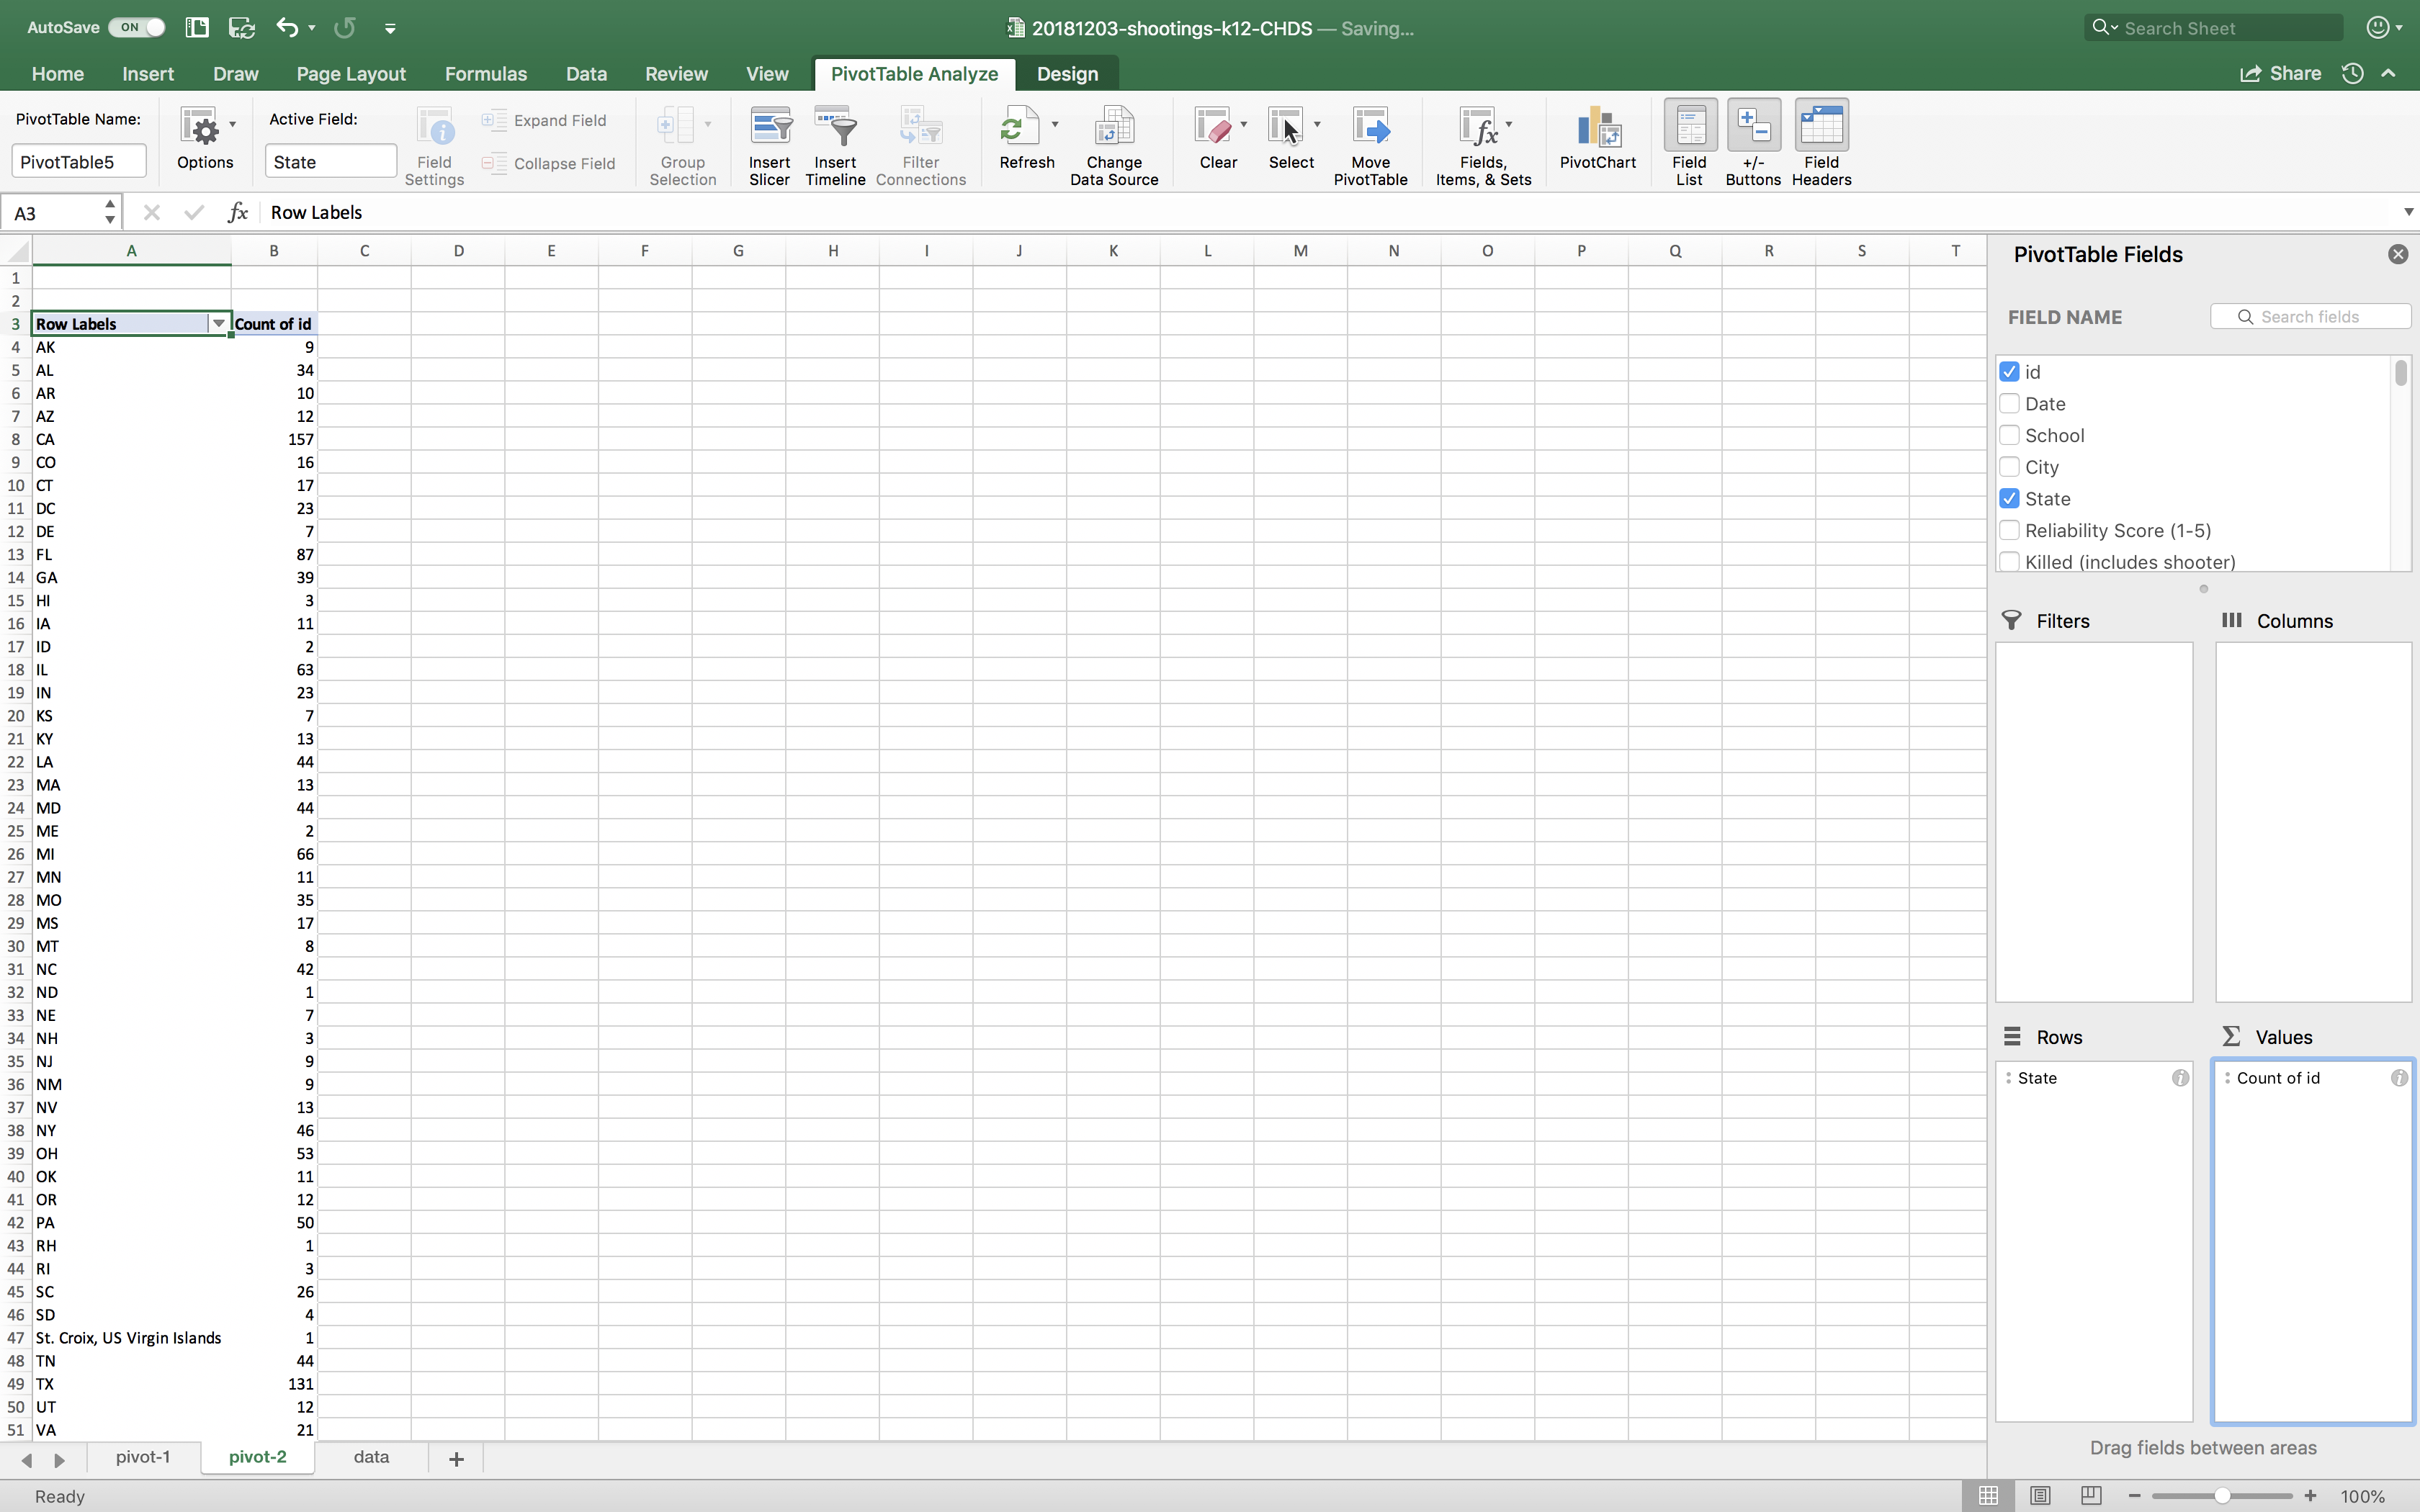 AutoSave ON 20181203-shootings-k12-CHDS — Saving... Search Sheet
Home Insert Draw Page Layout Formulas Data Review View PivotTable Analyze Design Share
PivotTable Name: PivotTable5
Options
Active Field: State
Field Settings
Expand Field
Collapse Field
Group Selection
Insert Slicer
Insert Timeline
Filter Connections
Refresh
Change Data Source
Clear
Select
Move PivotTable
Fields, Items, & Sets
PivotChart
Field List
+/- Buttons
Field Headers
A3 fx Row Labels
A B C D E F G H I J K L M N O P Q R S T
1
2
3 Row Labels Count of id
4 AK 9
5 AL 34
6 AR 10
7 AZ 12
8 CA 157
9 CO 16
10 CT 17
11 DC 23
12 DE 7
13 FL 87
14 GA 39
15 HI 3
16 IA 11
17 ID 2
18 IL 63
19 IN 23
20 KS 7
21 KY 13
22 LA 44
23 MA 13
24 MD 44
25 ME 2
26 MI 66
27 MN 11
28 MO 35
29 MS 17
30 MT 8
31 NC 42
32 ND 1
33 NE 7
34 NH 3
35 NJ 9
36 NM 9
37 NV 13
38 NY 46
39 OH 53
40 OK 11
41 OR 12
42 PA 50
43 RH 1
44 RI 3
45 SC 26
46 SD 4
47 St. Croix, US Virgin Islands 1
48 TN 44
49 TX 131
50 UT 12
51 VA 21
PivotTable Fields
FIELD NAME Search fields
id
Date
School
City
State
Reliability Score (1-5)
Killed (includes shooter)
Filters Columns
Rows Values
State Count of id
Drag fields between areas
pivot-1 pivot-2 data +
Ready 100%